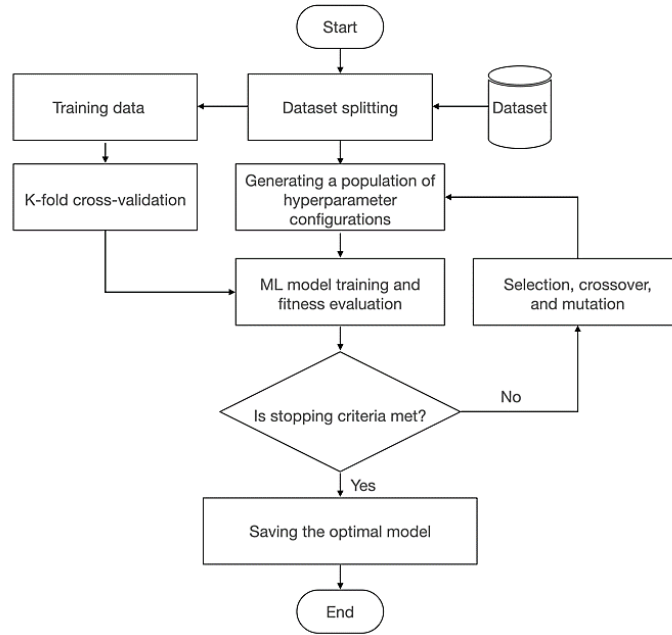 Start
Training data
Dataset splitting
Dataset
K-fold cross-validation
Generating a population of
hyperparameter
configurations
ML model training and
fitness evaluation
Selection, crossover,
and mutation
Is stopping criteria met?
No
Yes
Saving the optimal model
End